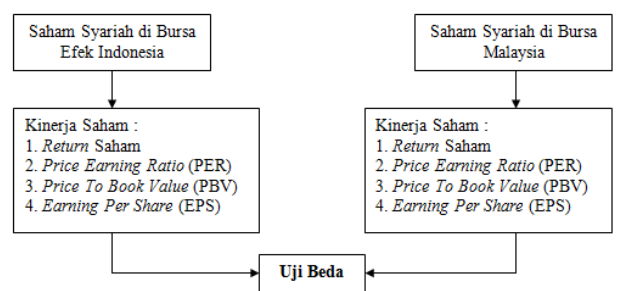 Saham Syariah di Bursa
Efek Indonesia
Saham Syariah di Bursa
Malaysia
Kinerja Saham :
1. Return Saham
2. Price Earning Ratio (PER)
3. Price To Book Value (PBV)
4. Earning Per Share (EPS)
Kinerja Saham :
1. Return Saham
2. Price Earning Ratio (PER)
3. Price To Book Value (PBV)
4. Earning Per Share (EPS)
Uji Beda